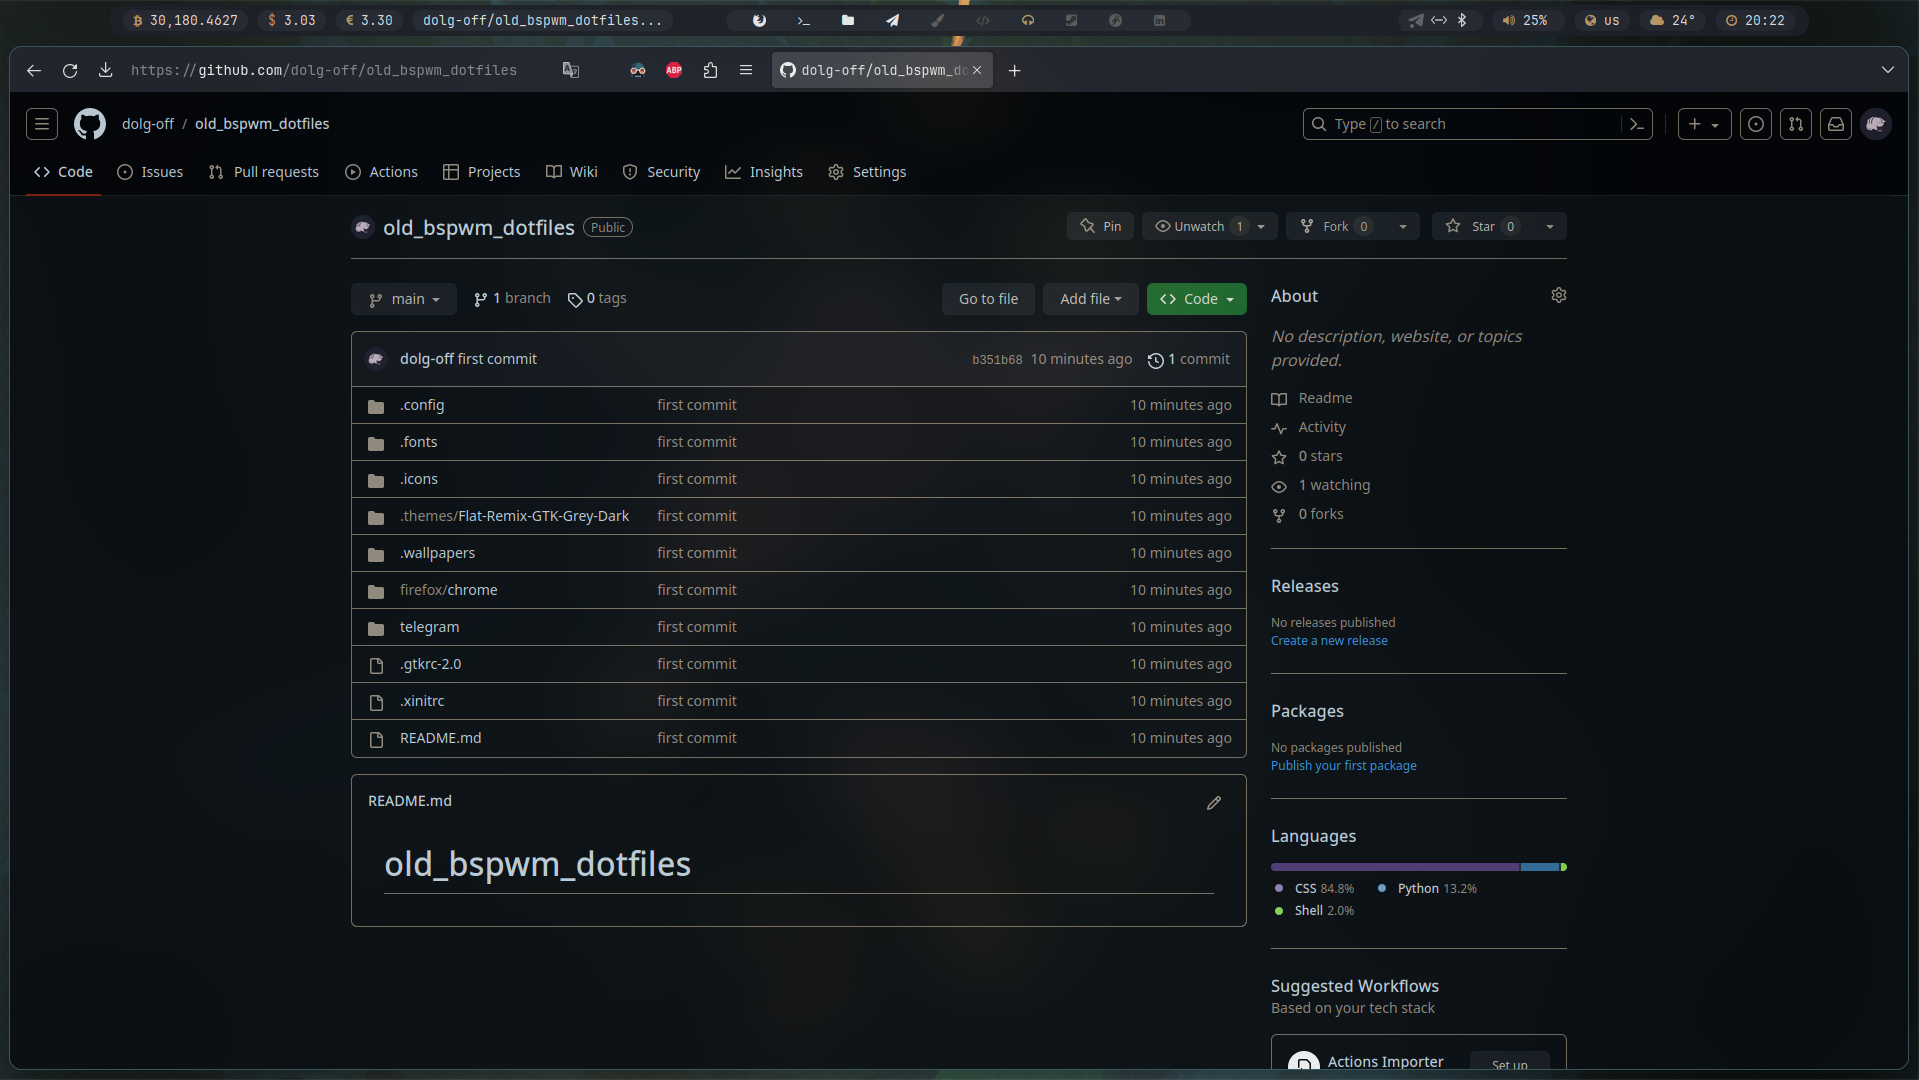 30,180.4627 $ 3.03 € 3.30 dolg-off/old_bspwm_dotfiles... 25% us 24° 20:22
https://github.com/dolg-off/old_bspwm_dotfiles ABP dolg-off/old_bspwm_do
dolg-off / old_bspwm_dotfiles Type / to search
Code Issues Pull requests Actions Projects Wiki Security Insights Settings
old_bspwm_dotfiles Public Pin Unwatch 1 Fork 0 Star 0
main 1 branch 0 tags Go to file Add file Code
dolg-off first commit b351b68 10 minutes ago 1 commit
.config first commit 10 minutes ago
.fonts first commit 10 minutes ago
.icons first commit 10 minutes ago
.themes/Flat-Remix-GTK-Grey-Dark first commit 10 minutes ago
.wallpapers first commit 10 minutes ago
firefox/chrome first commit 10 minutes ago
telegram first commit 10 minutes ago
.gtkrc-2.0 first commit 10 minutes ago
.xinitrc first commit 10 minutes ago
README.md first commit 10 minutes ago
README.md
old_bspwm_dotfiles
About
No description, website, or topics
provided.
Readme
Activity
0 stars
1 watching
0 forks
Releases
No releases published
Create a new release
Packages
No packages published
Publish your first package
Languages
CSS 84.8% Python 13.2%
Shell 2.0%
Suggested Workflows
Based on your tech stack
Actions Importer Set up